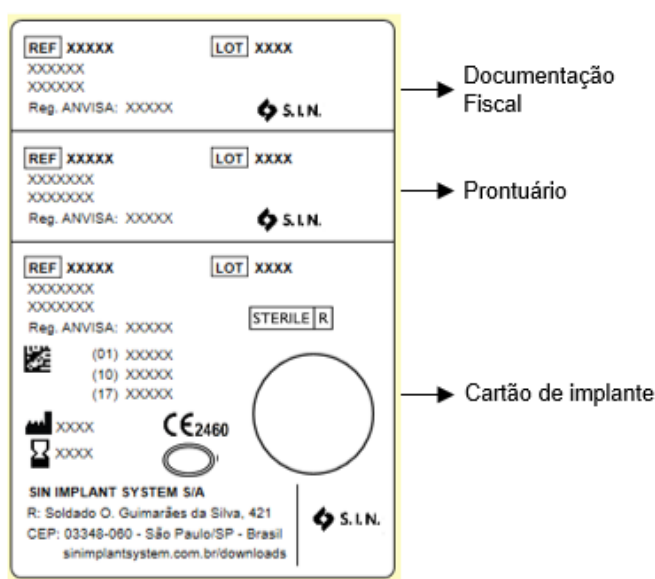 REF XXXXX LOT XXXX
XXXXXX
XXXXXX
Reg. ANVISA: XXXXX S.I.N.
Documentação
Fiscal
REF XXXXX LOT XXXX
XXXXXXX
XXXXXXX
Reg. ANVISA: XXXXX S.I.N.
Prontuário
REF XXXXX LOT XXXX
XXXXXXX
XXXXXXX
Reg. ANVISA: XXXXX
STERILE R
(01) XXXXX
(10) XXXXX
(17) XXXXX
Cartão de implante
XXXX CE2460
XXXX
SIN IMPLANT SYSTEM S/A
R: Soldado O. Guimarães da Silva, 421
CEP: 03348-060 - São Paulo/SP - Brasil
sinimplantsystem.com.br/downloads
S.I.N.